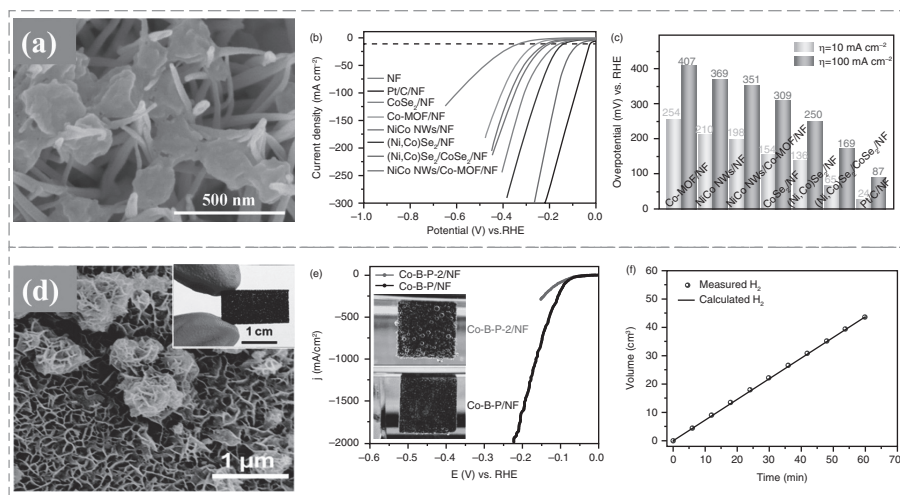 (a)
500 nm
(b)
Current density (mA cm⁻²)
0
−50
−100
−150
−200
−250
−300
NF
Pt/C/NF
CoSe₂/NF
Co-MOF/NF
NiCo NWs/NF
(Ni,Co)Se₂/NF
(Ni,Co)Se₂/CoSe₂/NF
NiCo NWs/Co-MOF/NF
−1.0 −0.8 −0.6 −0.4 −0.2 0.0
Potential (V) vs.RHE
(c)
Overpotential (mV) vs. RHE
600
400
200
0
η=10 mA cm⁻²
η=100 mA cm⁻²
254 407
210 369
198 351
154 309
136 250
65 169
24 87
Co-MOF/NF
NiCo NWs/NF
NiCo NWs/Co-MOF/NF
CoSe₂/NF
(Ni,Co)Se₂/NF
(Ni,Co)Se₂/CoSe₂/NF
Pt/C/NF
(d)
1 cm
1 μm
(e)
j (mA/cm²)
0
−500
−1000
−1500
−2000
Co-B-P-2/NF
Co-B-P/NF
Co-B-P-2/NF
Co-B-P/NF
−0.6 −0.5 −0.4 −0.3 −0.2 −0.1 0.0
E (V) vs. RHE
(f)
Volume (cm³)
60
40
20
0
Measured H₂
Calculated H₂
0 10 20 30 40 50 60 70
Time (min)